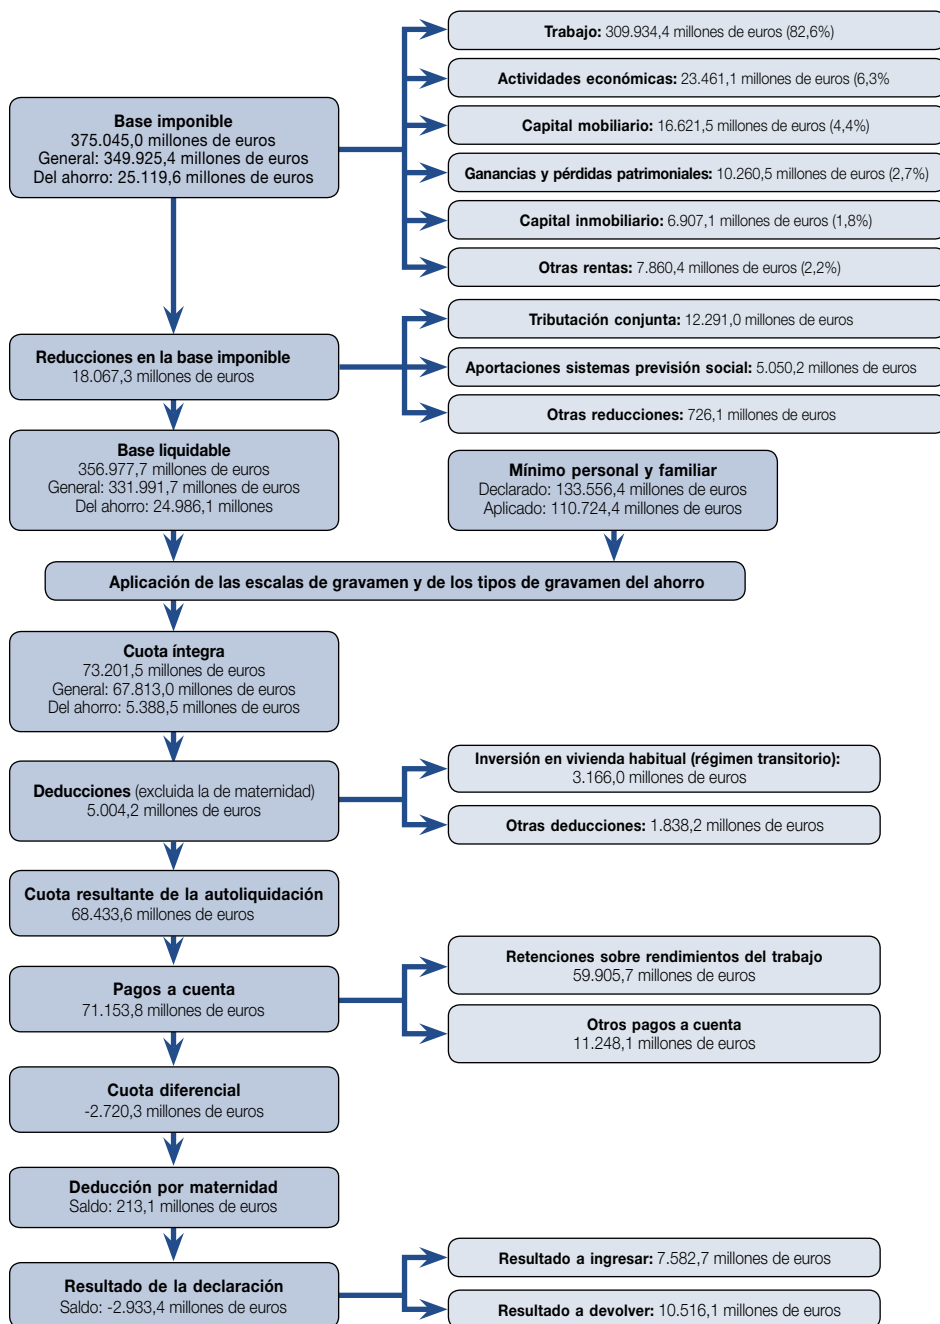 Base imponible
375.045,0 millones de euros
General: 349.925,4 millones de euros
Del ahorro: 25.119,6 millones de euros
Trabajo: 309.934,4 millones de euros (82,6%)
Actividades económicas: 23.461,1 millones de euros (6,3%
Capital mobiliario: 16.621,5 millones de euros (4,4%)
Ganancias y pérdidas patrimoniales: 10.260,5 millones de euros (2,7%)
Capital inmobiliario: 6.907,1 millones de euros (1,8%)
Otras rentas: 7.860,4 millones de euros (2,2%)
Reducciones en la base imponible
18.067,3 millones de euros
Tributación conjunta: 12.291,0 millones de euros
Aportaciones sistemas previsión social: 5.050,2 millones de euros
Otras reducciones: 726,1 millones de euros
Base liquidable
356.977,7 millones de euros
General: 331.991,7 millones de euros
Del ahorro: 24.986,1 millones
Mínimo personal y familiar
Declarado: 133.556,4 millones de euros
Aplicado: 110.724,4 millones de euros
Aplicación de las escalas de gravamen y de los tipos de gravamen del ahorro
Cuota íntegra
73.201,5 millones de euros
General: 67.813,0 millones de euros
Del ahorro: 5.388,5 millones de euros
Deducciones (excluida la de maternidad)
5.004,2 millones de euros
Inversión en vivienda habitual (régimen transitorio):
3.166,0 millones de euros
Otras deducciones: 1.838,2 millones de euros
Cuota resultante de la autoliquidación
68.433,6 millones de euros
Pagos a cuenta
71.153,8 millones de euros
Retenciones sobre rendimientos del trabajo
59.905,7 millones de euros
Otros pagos a cuenta
11.248,1 millones de euros
Cuota diferencial
-2.720,3 millones de euros
Deducción por maternidad
Saldo: 213,1 millones de euros
Resultado de la declaración
Saldo: -2.933,4 millones de euros
Resultado a ingresar: 7.582,7 millones de euros
Resultado a devolver: 10.516,1 millones de euros